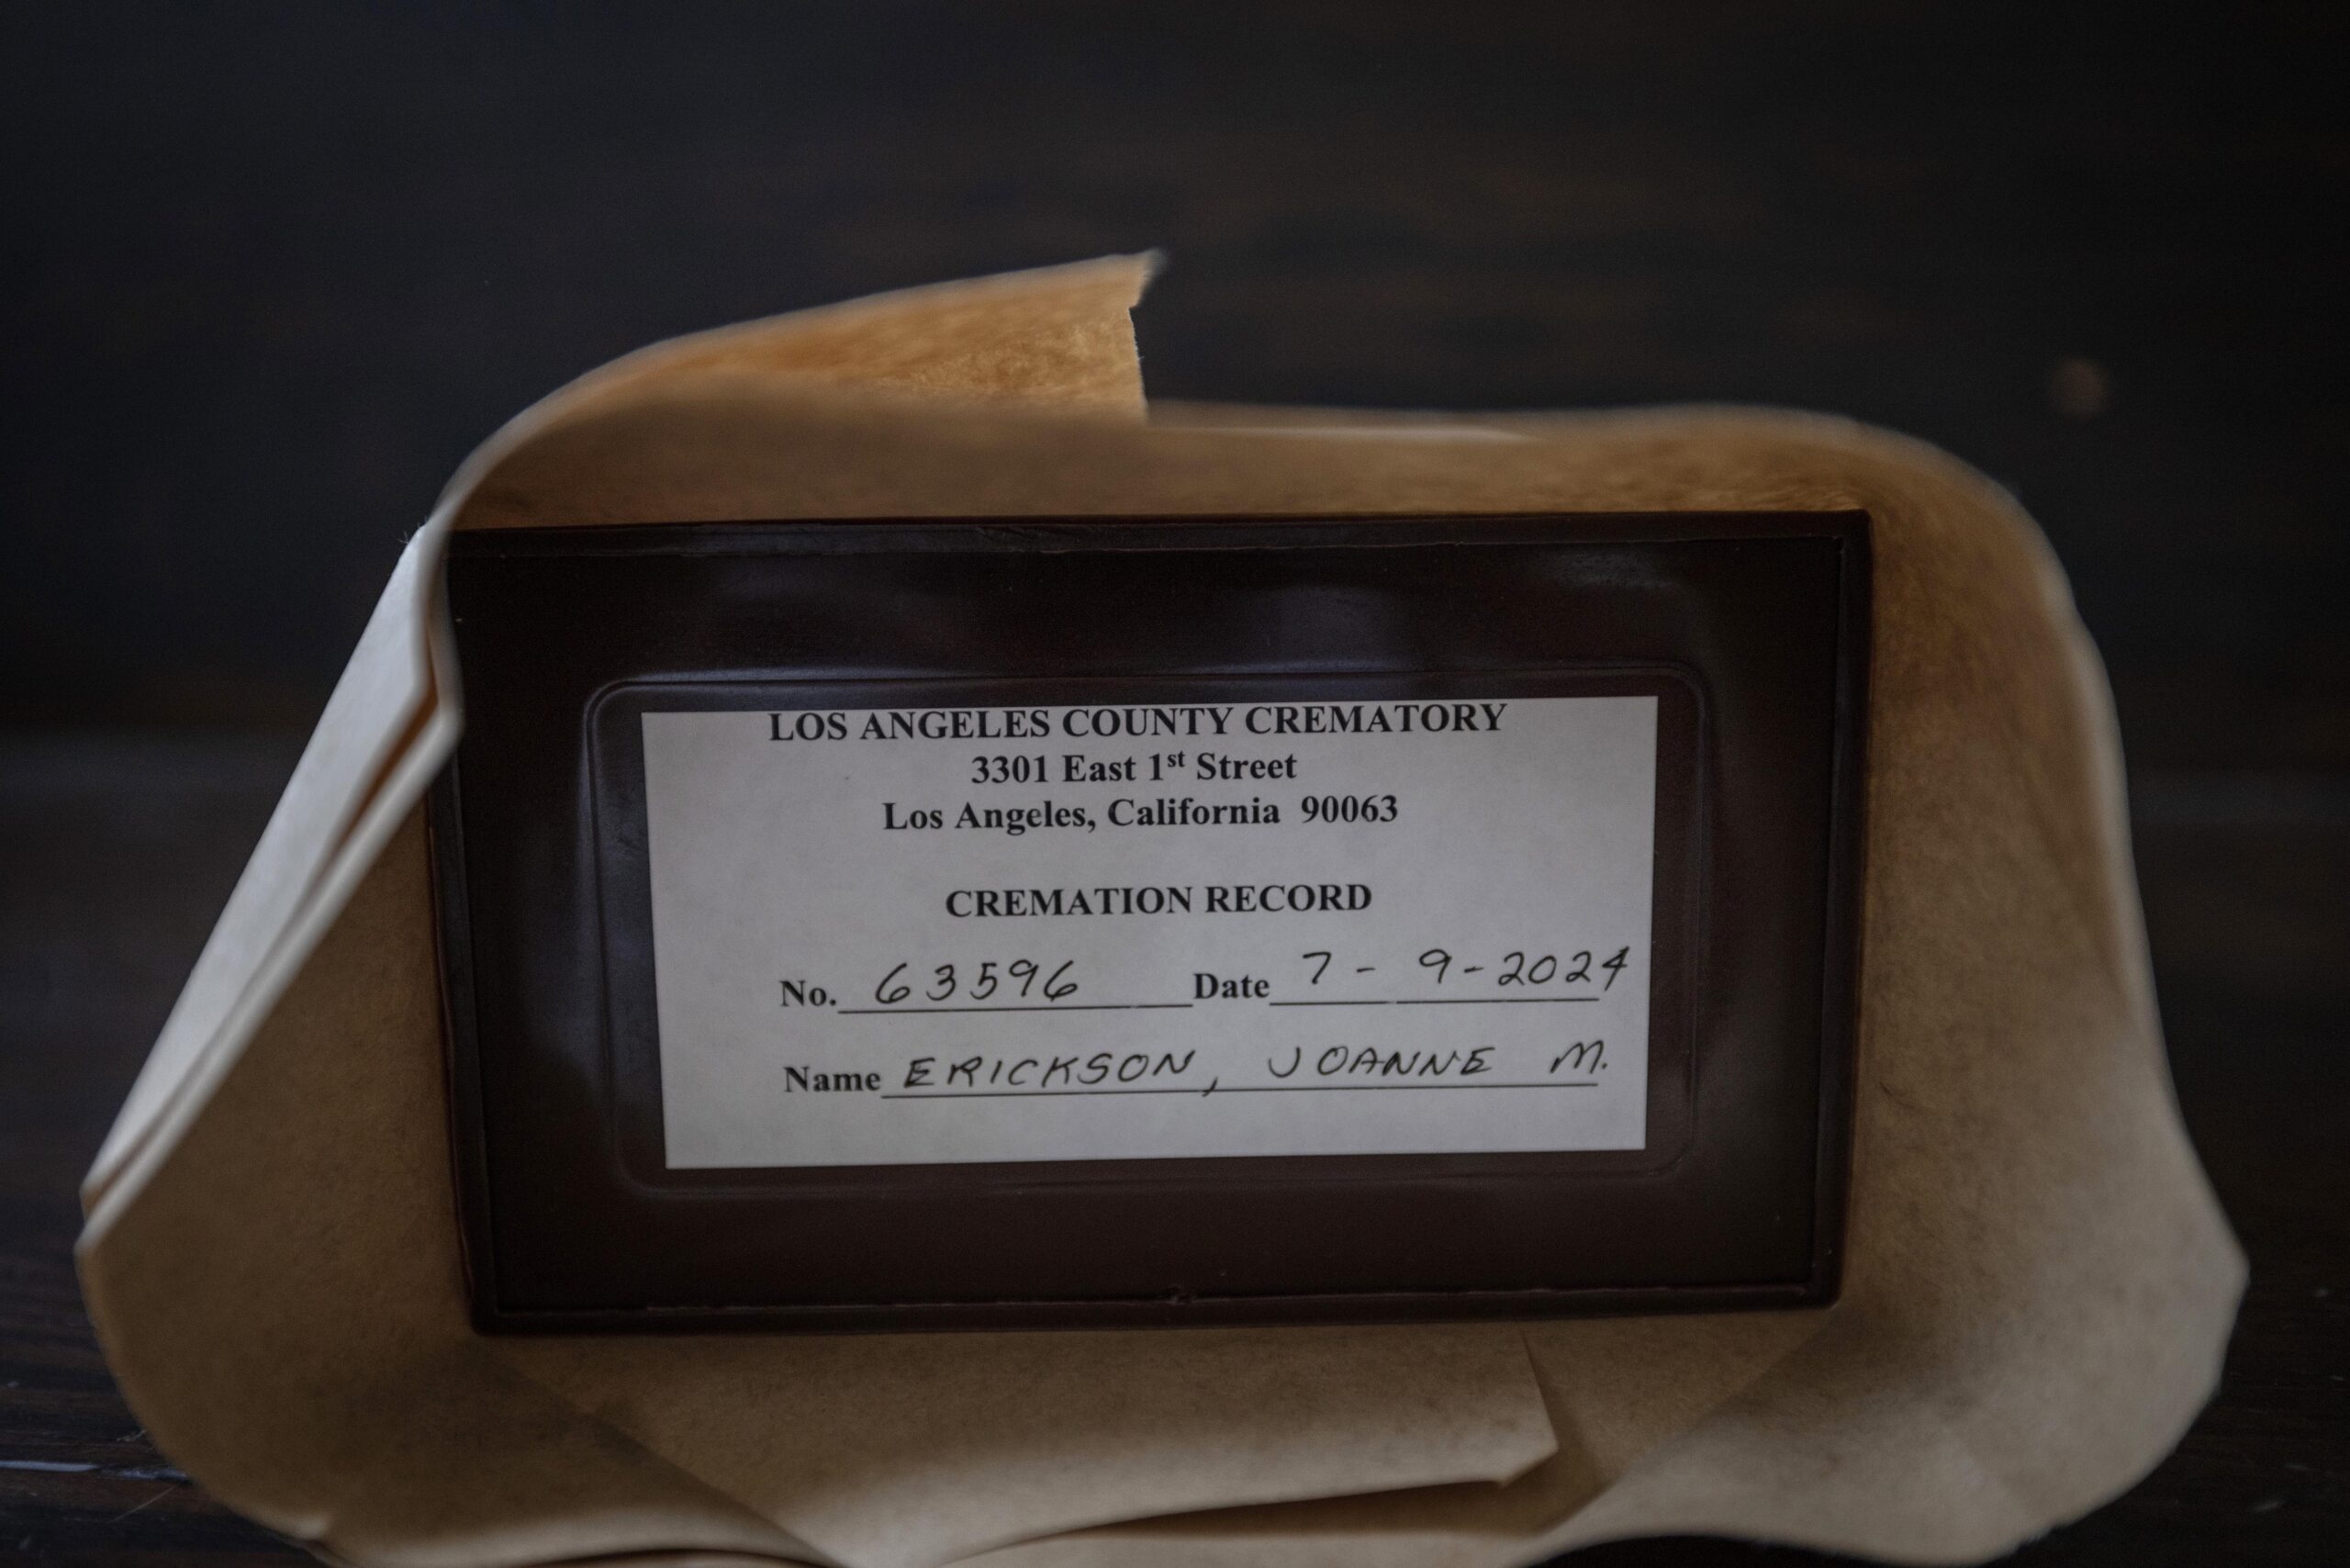 LOS ANGELES COUNTY CREMATORY
3301 East 1st Street
Los Angeles, California 90063
CREMATION RECORD
No. 63596 Date 7-9-2024
Name ERICKSON, JOANNE M.